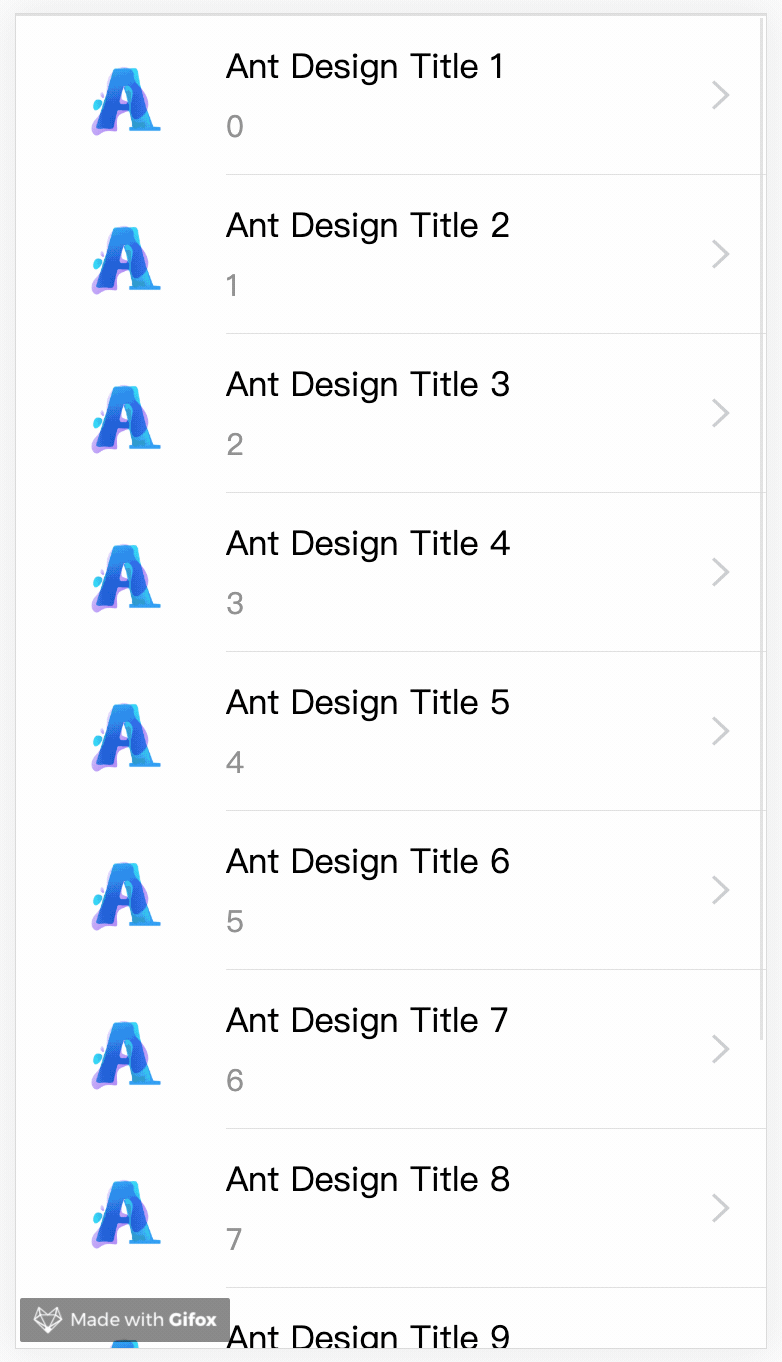 Ant Design Title 1
0
Ant Design Title 2
1
Ant Design Title 3
2
Ant Design Title 4
3
Ant Design Title 5
4
Ant Design Title 6
5
Ant Design Title 7
6
Ant Design Title 8
7
Made with Gifox
Ant Design Title 9